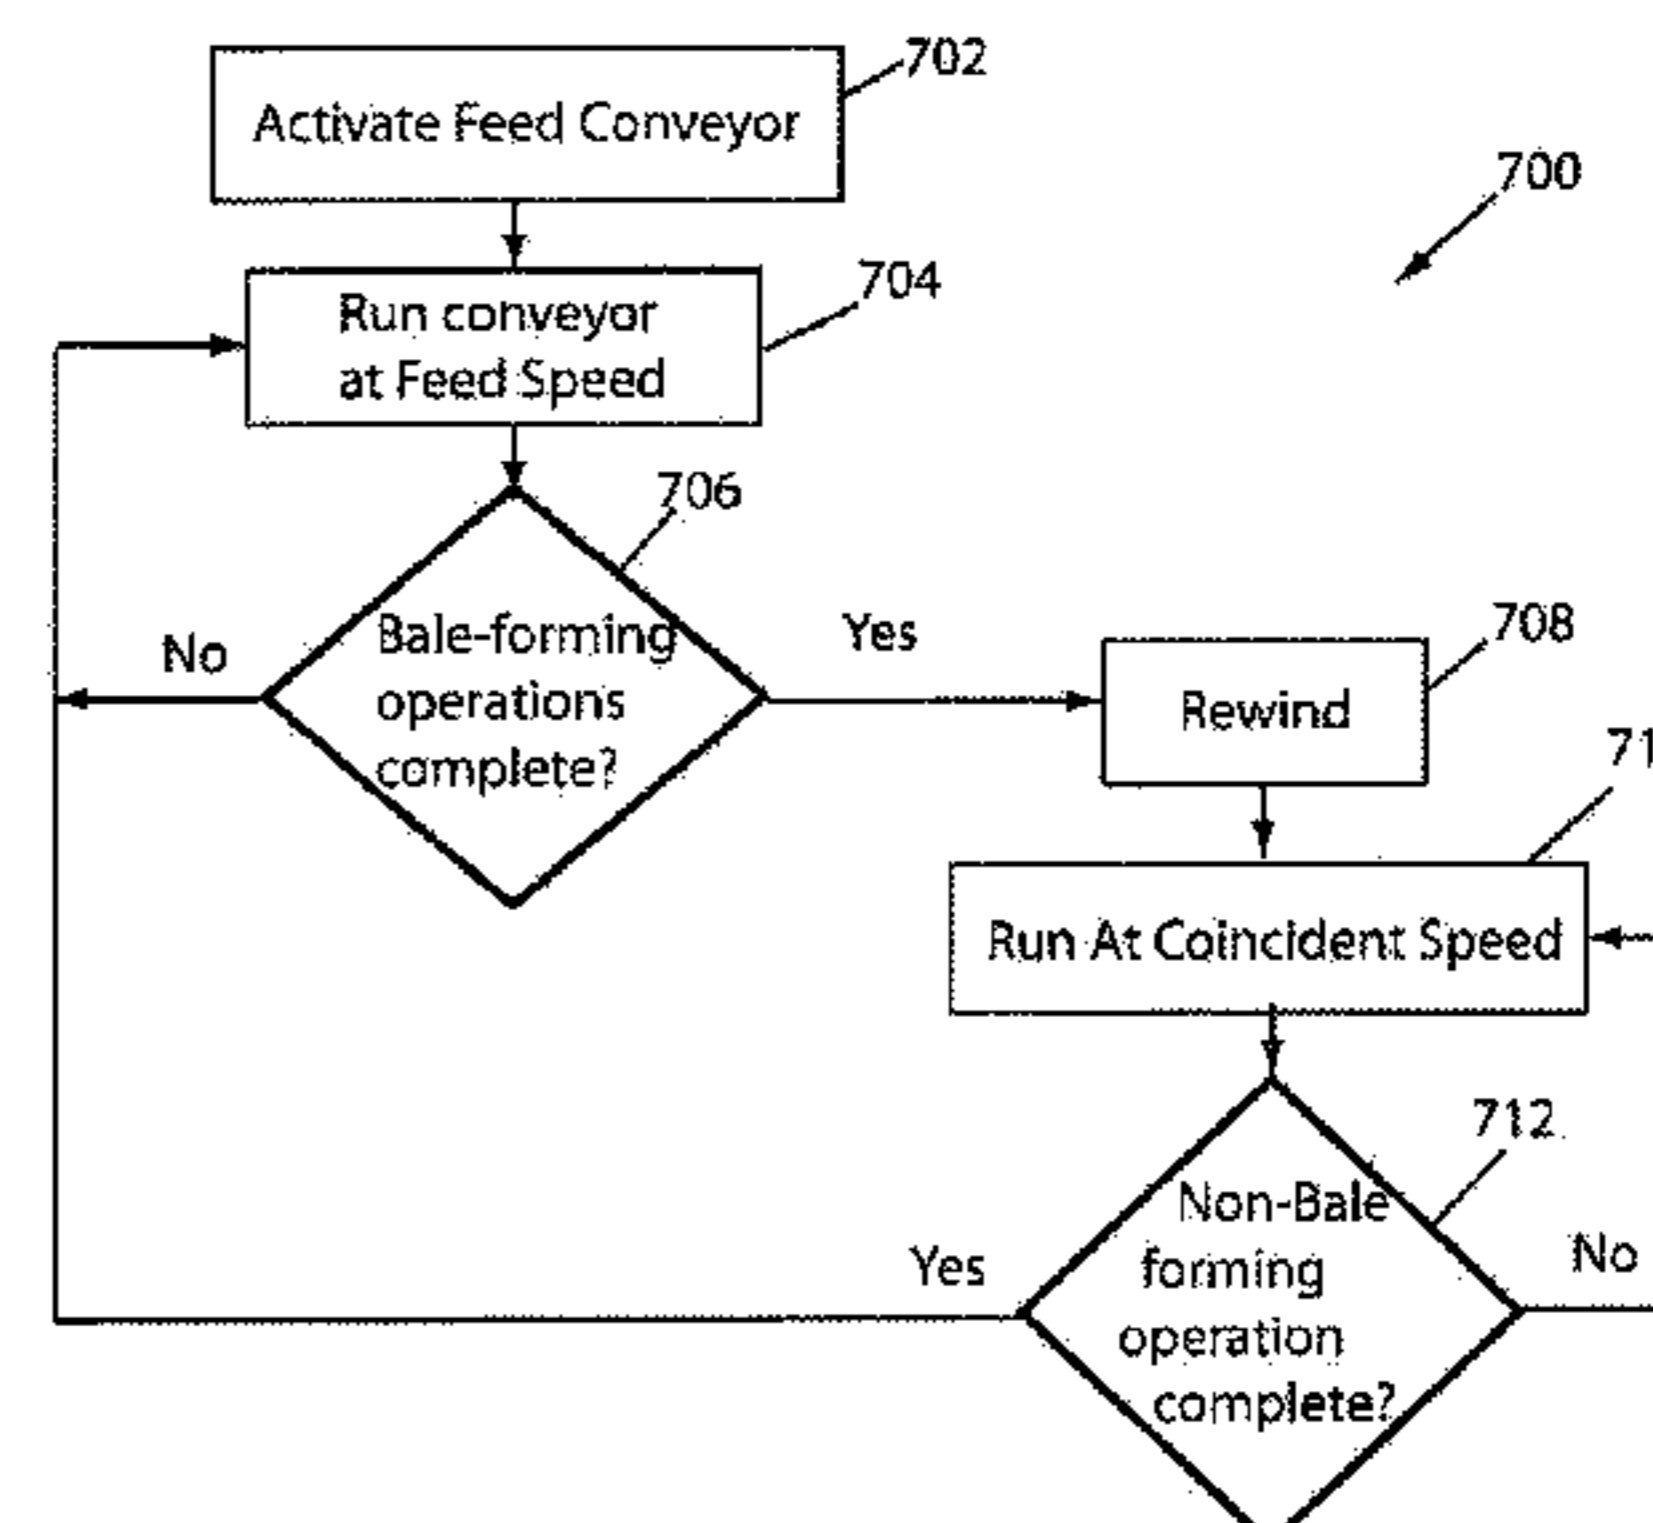 702
Activate Feed Conveyor
700
704
Run conveyor
at Feed Speed
706
Bale-forming
operations
complete?
No
Yes
708
Rewind
71
Run At Coincident Speed
712
Non-Bale
forming
operation
complete?
Yes
No